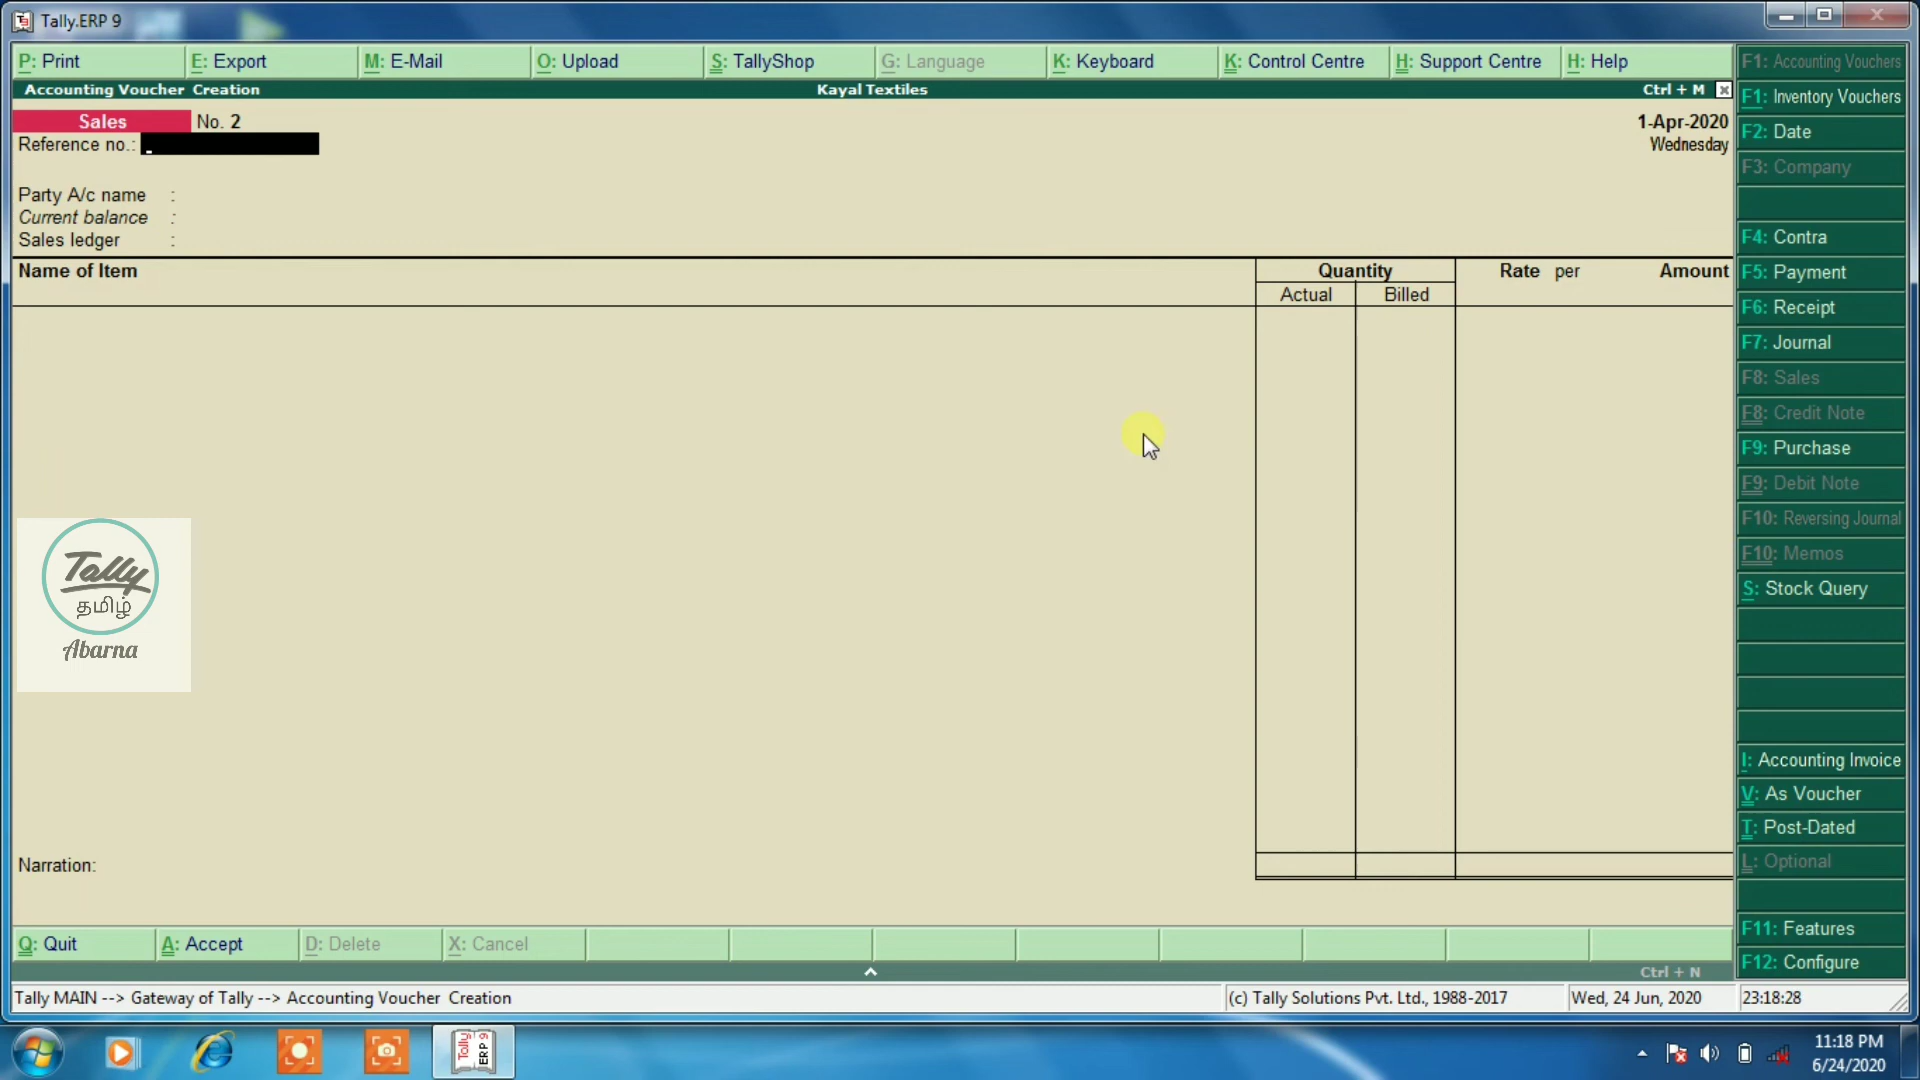 Tally.ERP 9
P: Print E: Export M: E-Mail O: Upload S: TallyShop G: Language K: Keyboard K: Control Centre H: Support Centre H: Help
Accounting Voucher Creation Kayal Textiles Ctrl + M
Sales No. 2 1-Apr-2020
Reference no.: Wednesday
Party A/c name :
Current balance :
Sales ledger :
Name of Item Quantity Rate per Amount
Actual Billed
Tally
தமிழ்
Abarna
Narration:
Q: Quit A: Accept D: Delete X: Cancel
Ctrl + N
Tally MAIN --> Gateway of Tally --> Accounting Voucher Creation (c) Tally Solutions Pvt. Ltd., 1988-2017 Wed, 24 Jun, 2020 23:18:28
F1: Accounting Vouchers
F1: Inventory Vouchers
F2: Date
F3: Company
F4: Contra
F5: Payment
F6: Receipt
F7: Journal
F8: Sales
F8: Credit Note
F9: Purchase
F9: Debit Note
F10: Reversing Journal
F10: Memos
S: Stock Query
I: Accounting Invoice
V: As Voucher
T: Post-Dated
L: Optional
F11: Features
F12: Configure
Tally
ERP 9
11:18 PM
6/24/2020